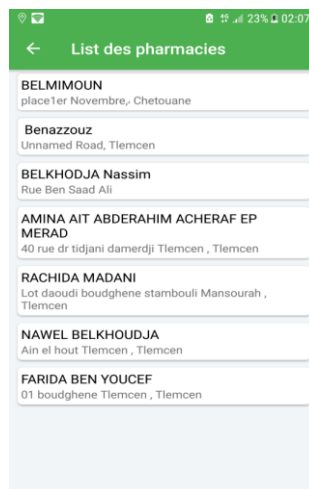 23% 02:07
List des pharmacies
BELMIMOUN
place1er Novembre,، Chetouane
Benazzouz
Unnamed Road, Tlemcen
BELKHODJA Nassim
Rue Ben Saad Ali
AMINA AIT ABDERAHIM ACHERAF EP
MERAD
40 rue dr tidjani damerdji Tlemcen , Tlemcen
RACHIDA MADANI
Lot daoudi boudghene stambouli Mansourah ,
Tlemcen
NAWEL BELKHOUDJA
Ain el hout Tlemcen , Tlemcen
FARIDA BEN YOUCEF
01 boudghene Tlemcen , Tlemcen